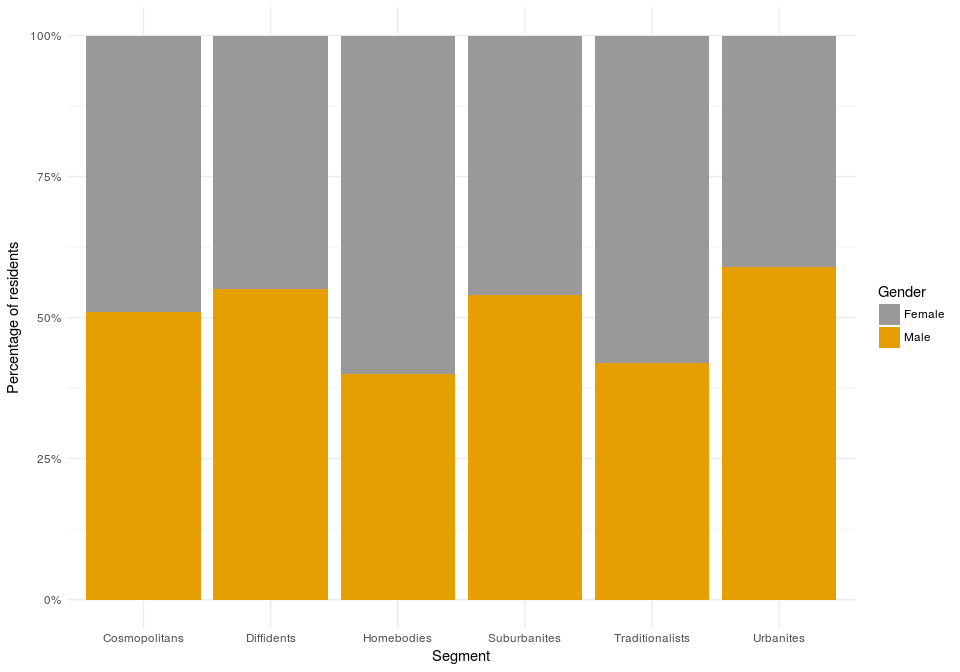 100%
75%
50%
25%
0%
Percentage of residents
Cosmopolitans Diffidents Homebodies Suburbanites Traditionalists Urbanites
Segment
Gender
Female
Male